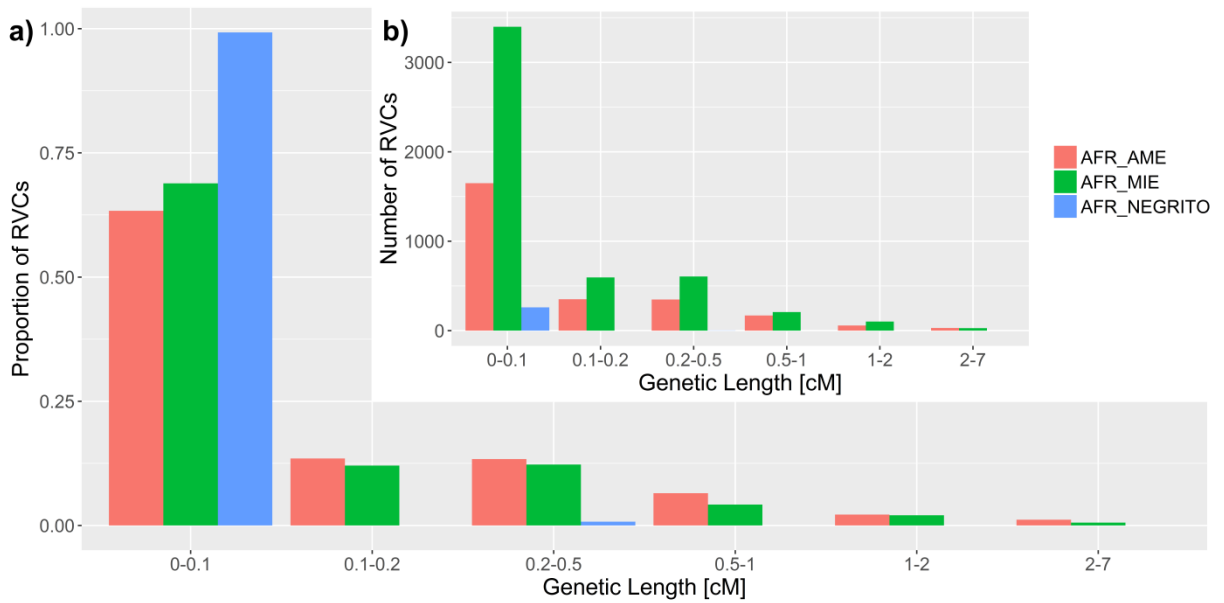 a)
Proportion of RVCs
1.00
0.75
0.50
0.25
0.00
0-0.1
0.1-0.2
0.2-0.5
0.5-1
1-2
2-7
Genetic Length [cM]
b)
Number of RVCs
3000
2000
1000
0
0-0.1
0.1-0.2
0.2-0.5
0.5-1
1-2
2-7
Genetic Length [cM]
AFR_AME
AFR_MIE
AFR_NEGRITO